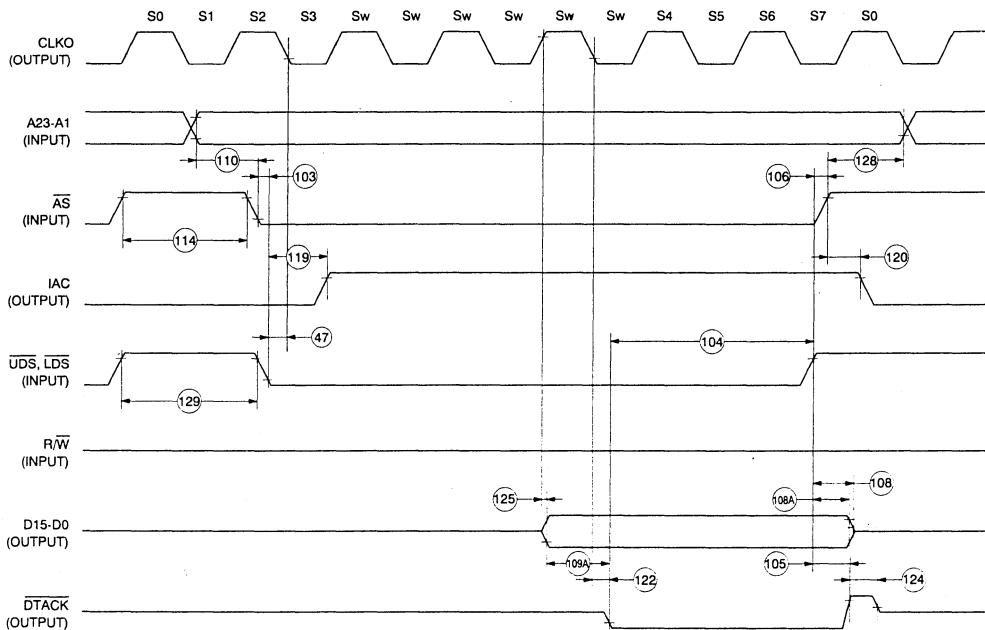 S0 S1 S2 S3 Sw Sw Sw Sw Sw Sw S4 S5 S6 S7 S0
CLKO
(OUTPUT)
A23-A1
(INPUT)
110
128
103
106
AS
(INPUT)
114
119
120
IAC
(OUTPUT)
47
104
UDS, LDS
(INPUT)
129
R/W
(INPUT)
108
125
108A
D15-D0
(OUTPUT)
109A
105
122
124
DTACK
(OUTPUT)